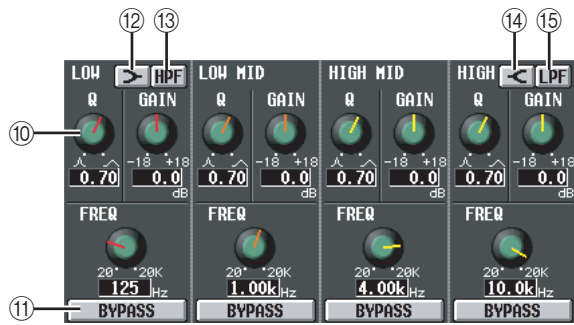 ⑫ ⑬ ⑭ ⑮
LOW HPF LOW MID HIGH MID HIGH LPF
Q GAIN Q GAIN Q GAIN Q GAIN
⑩
-18 +18 -18 +18 -18 +18 -18 +18
0.70 0.0 0.70 0.0 0.70 0.0 0.70 0.0
dB dB dB dB
FREQ FREQ FREQ FREQ
20 20K 20 20K 20 20K 20 20K
125 Hz 1.00k Hz 4.00k Hz 10.0k Hz
⑪ BYPASS BYPASS BYPASS BYPASS